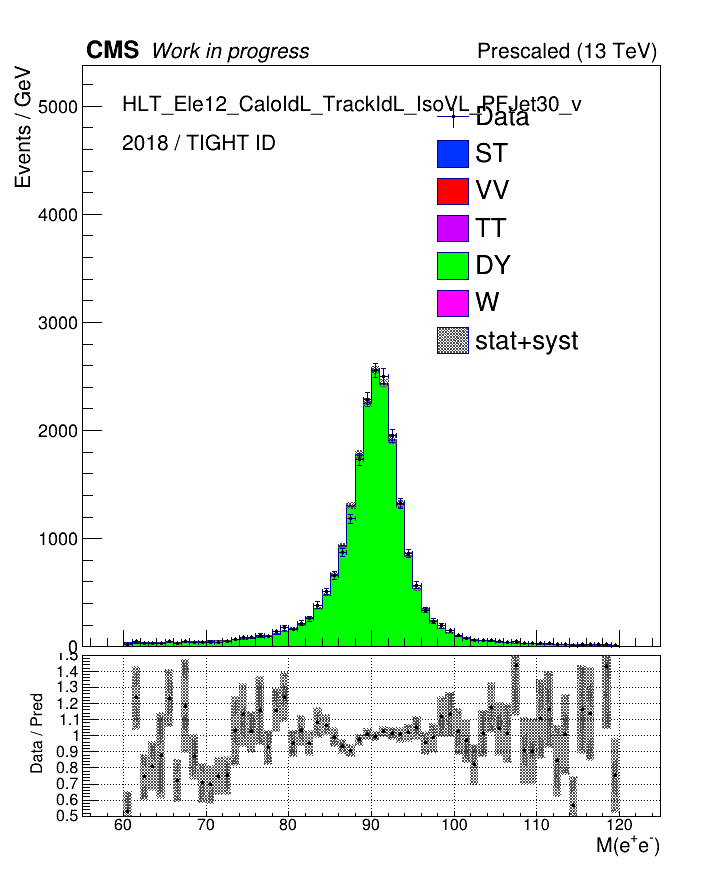 CMS Work in progress Prescaled (13 TeV)
Events / GeV
5000
4000
3000
2000
1000
0
HLT_Ele12_CaloIdL_TrackIdL_IsoVL_PFJet30_v
2018 / TIGHT ID
Data
ST
VV
TT
DY
W
stat+syst
Data / Pred
1.5
1.4
1.3
1.2
1.1
1
0.9
0.8
0.7
0.6
0.5
60 70 80 90 100 110 120
M(e⁺e⁻)